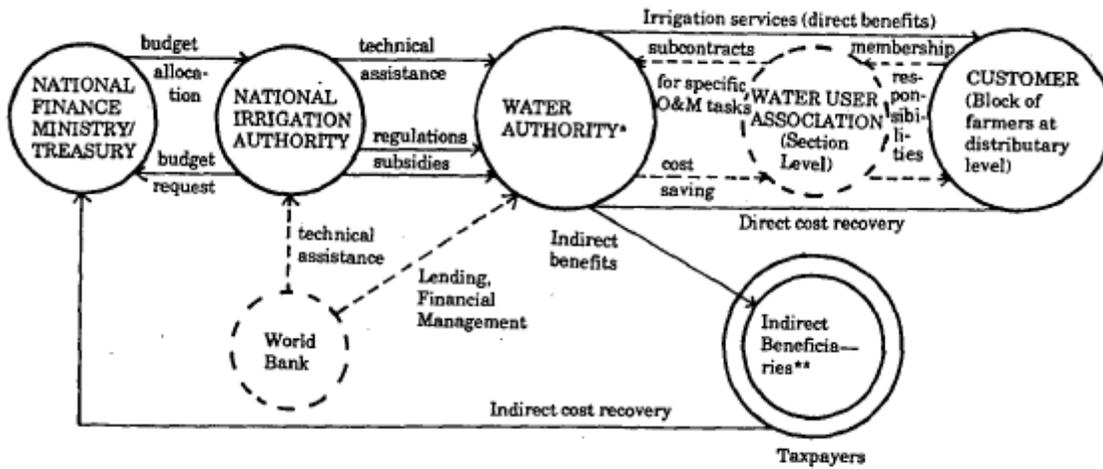 Irrigation services (direct benefits)
budget
alloca-
tion
technical
assistance
subcontracts
for specific
O&M tasks
membership
res-
ponsi-
bili-
ties
NATIONAL
FINANCE
MINISTRY/
TREASURY
NATIONAL
IRRIGATION
AUTHORITY
WATER
AUTHORITY*
WATER USER
ASSOCIATION
(Section
Level)
CUSTOMER
(Block of
farmers at
distributary
level)
regulations
subsidies
budget
request
cost
saving
Direct cost recovery
technical
assistance
Indirect
benefits
Lending,
Financial
Management
World
Bank
Indirect
Beneficia—
ries**
Indirect cost recovery
Taxpayers